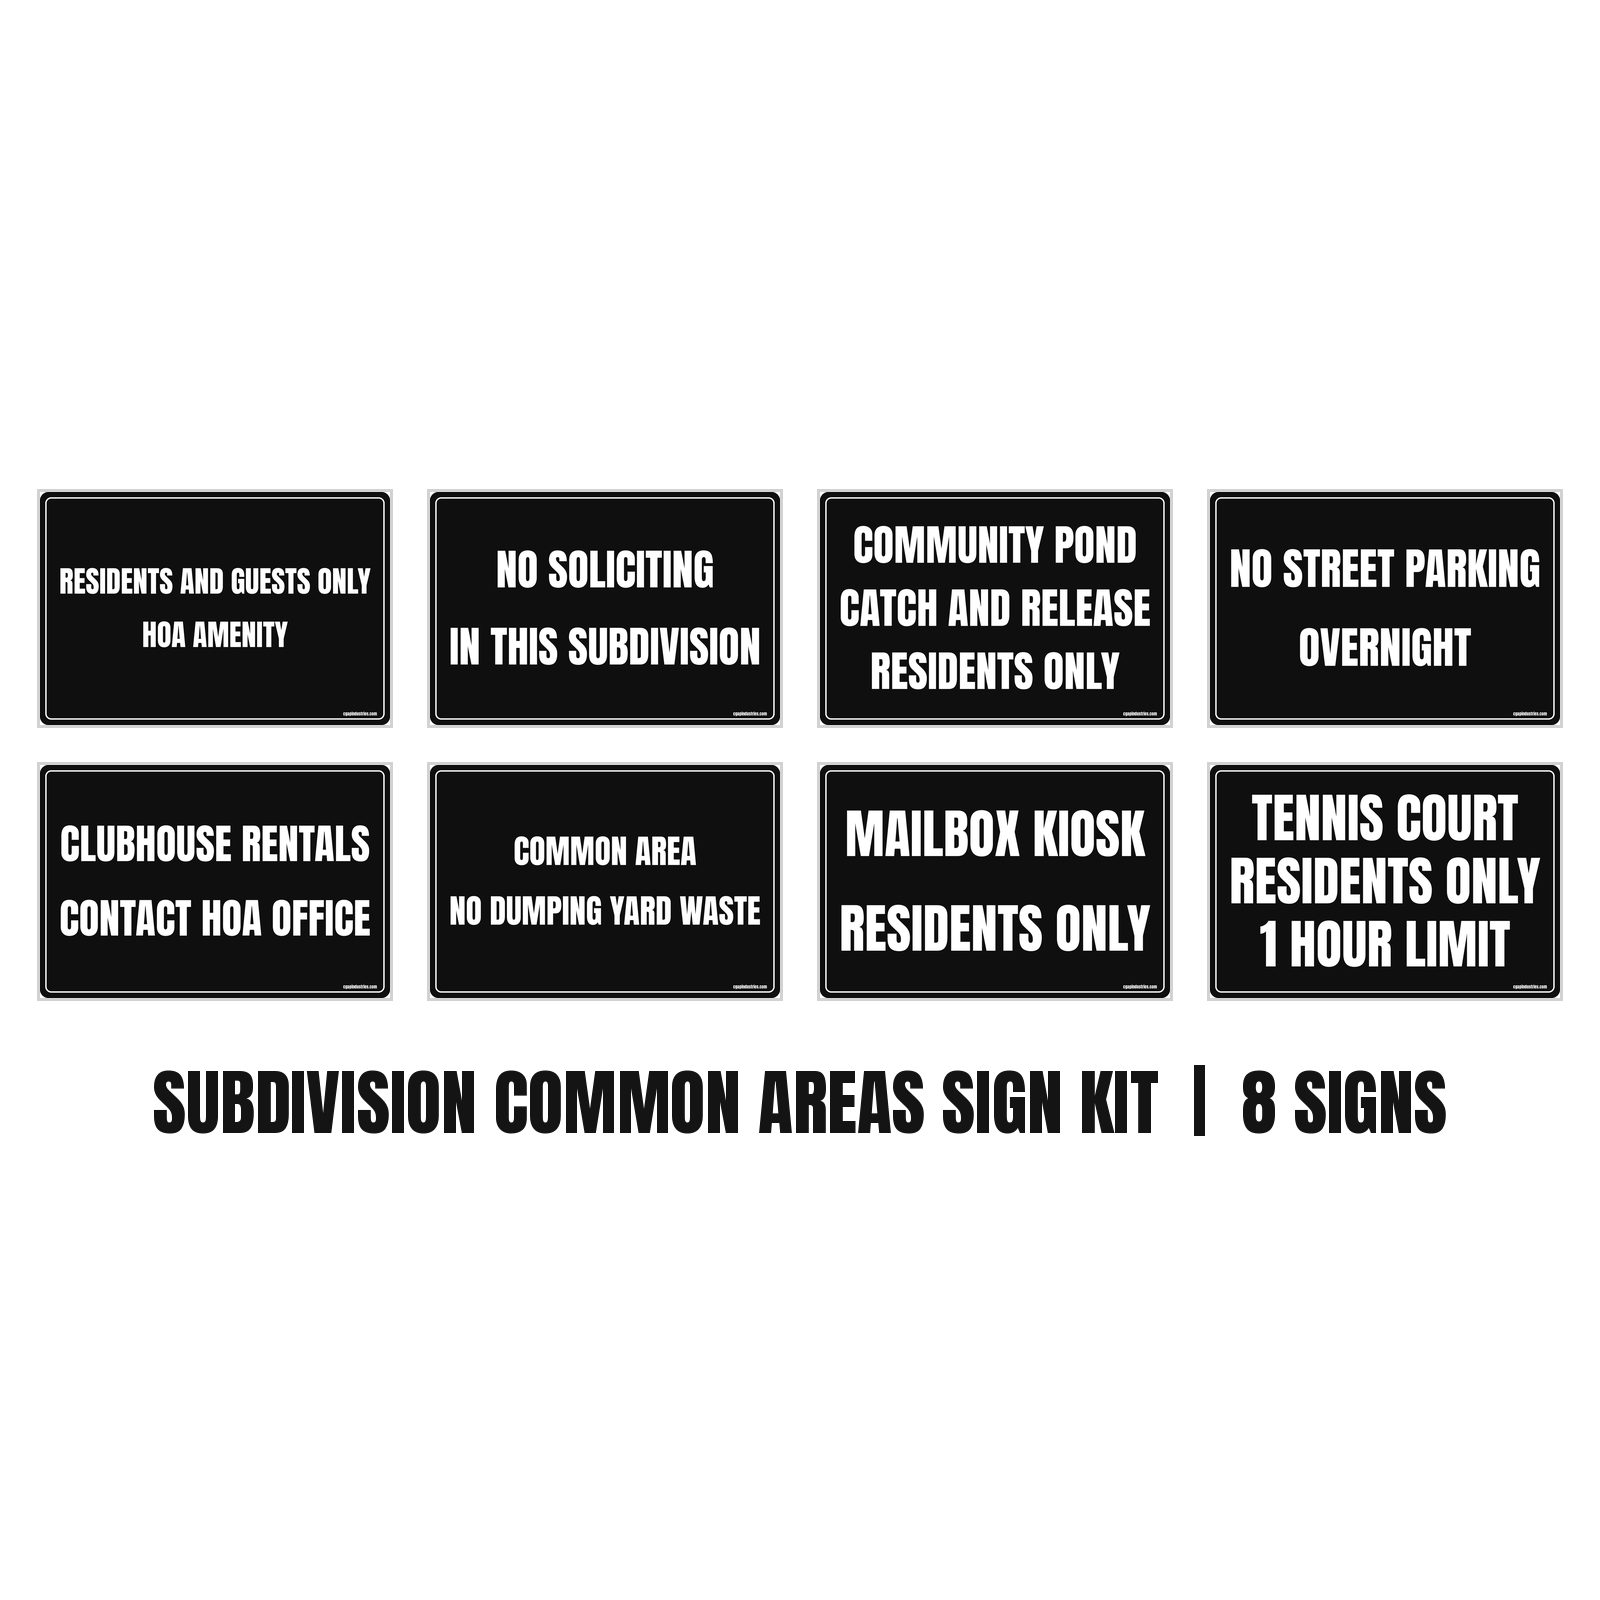 RESIDENTS AND GUESTS ONLY
HOA AMENITY
NO SOLICITING
IN THIS SUBDIVISION
COMMUNITY POND
CATCH AND RELEASE
RESIDENTS ONLY
NO STREET PARKING
OVERNIGHT
CLUBHOUSE RENTALS
CONTACT HOA OFFICE
COMMON AREA
NO DUMPING YARD WASTE
MAILBOX KIOSK
RESIDENTS ONLY
TENNIS COURT
RESIDENTS ONLY
1 HOUR LIMIT
SUBDIVISION COMMON AREAS SIGN KIT | 8 SIGNS